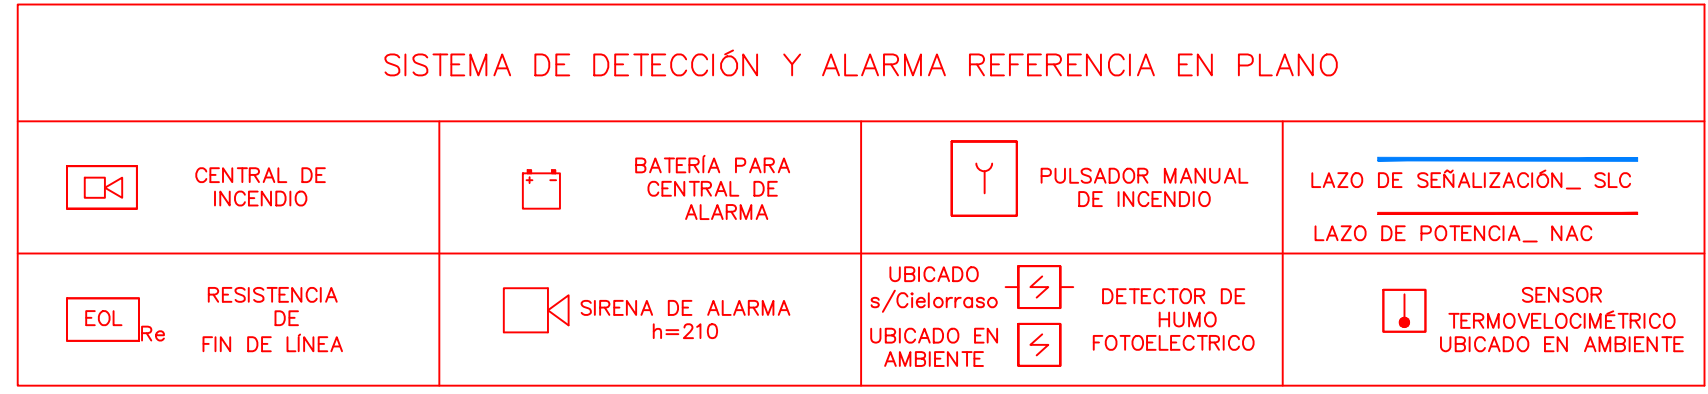 SISTEMA DE DETECCIÓN Y ALARMA REFERENCIA EN PLANO
CENTRAL DE
INCENDIO
BATERÍA PARA
CENTRAL DE
ALARMA
PULSADOR MANUAL
DE INCENDIO
LAZO DE SEÑALIZACIÓN_ SLC
LAZO DE POTENCIA_ NAC
EOL
Re
RESISTENCIA
DE
FIN DE LÍNEA
SIRENA DE ALARMA
h=210
UBICADO
s/Cielorraso
UBICADO EN
AMBIENTE
DETECTOR DE
HUMO
FOTOELECTRICO
SENSOR
TERMOVELOCIMÉTRICO
UBICADO EN AMBIENTE